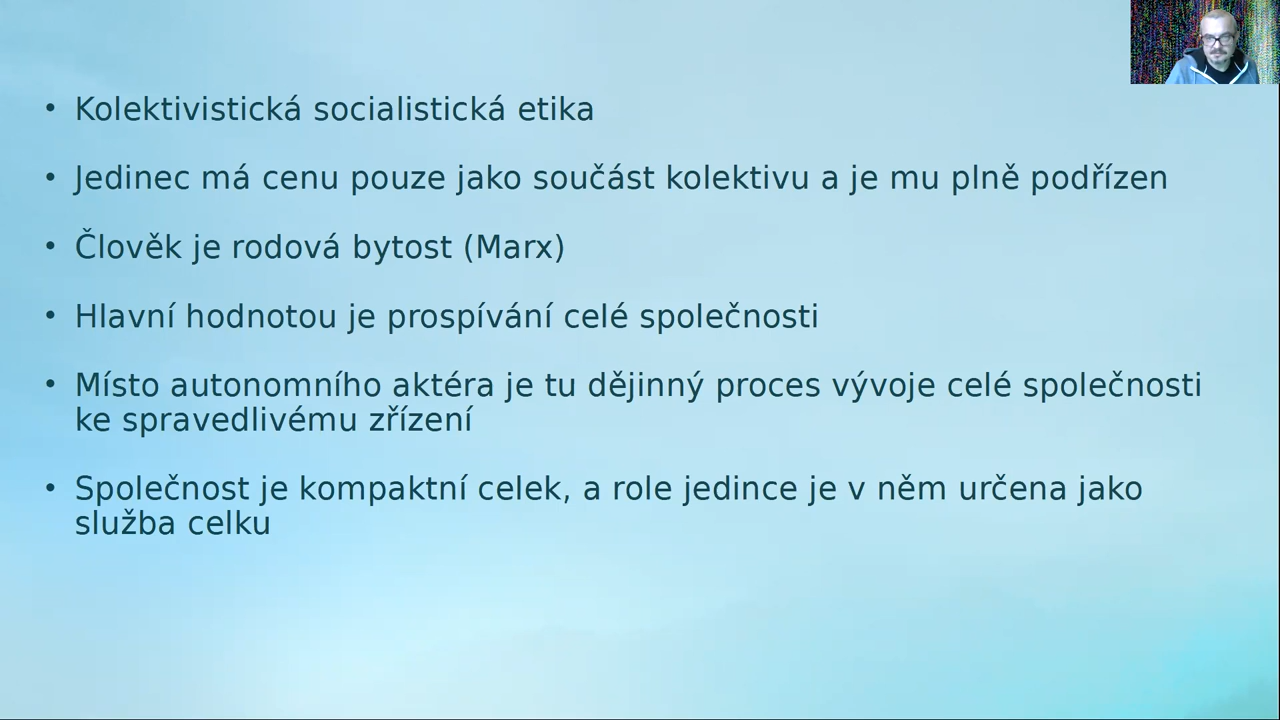 • Kolektivistická socialistická etika
• Jedinec má cenu pouze jako součást kolektivu a je mu plně podřízen
• Člověk je rodová bytost (Marx)
• Hlavní hodnotou je prospívání celé společnosti
• Místo autonomního aktéra je tu dějinný proces vývoje celé společnosti
ke spravedlivému zřízení
• Společnost je kompaktní celek, a role jedince je v něm určena jako
služba celku